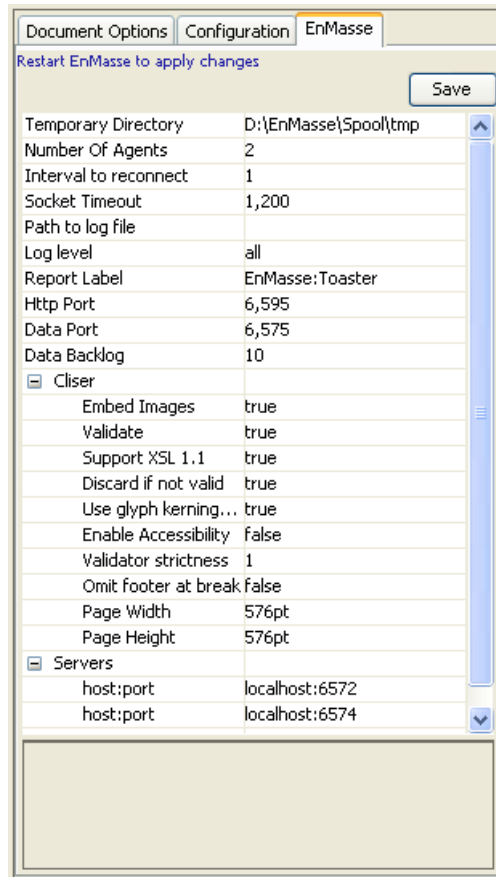 Document Options Configuration EnMasse
Restart EnMasse to apply changes
Save
Temporary Directory D:\EnMasse\Spool\tmp
Number Of Agents 2
Interval to reconnect 1
Socket Timeout 1,200
Path to log file
Log level all
Report Label EnMasse:Toaster
Http Port 6,595
Data Port 6,575
Data Backlog 10
Cliser
Embed Images true
Validate true
Support XSL 1.1 true
Discard if not valid true
Use glyph kerning... true
Enable Accessibility false
Validator strictness 1
Omit footer at break false
Page Width 576pt
Page Height 576pt
Servers
host:port localhost:6572
host:port localhost:6574